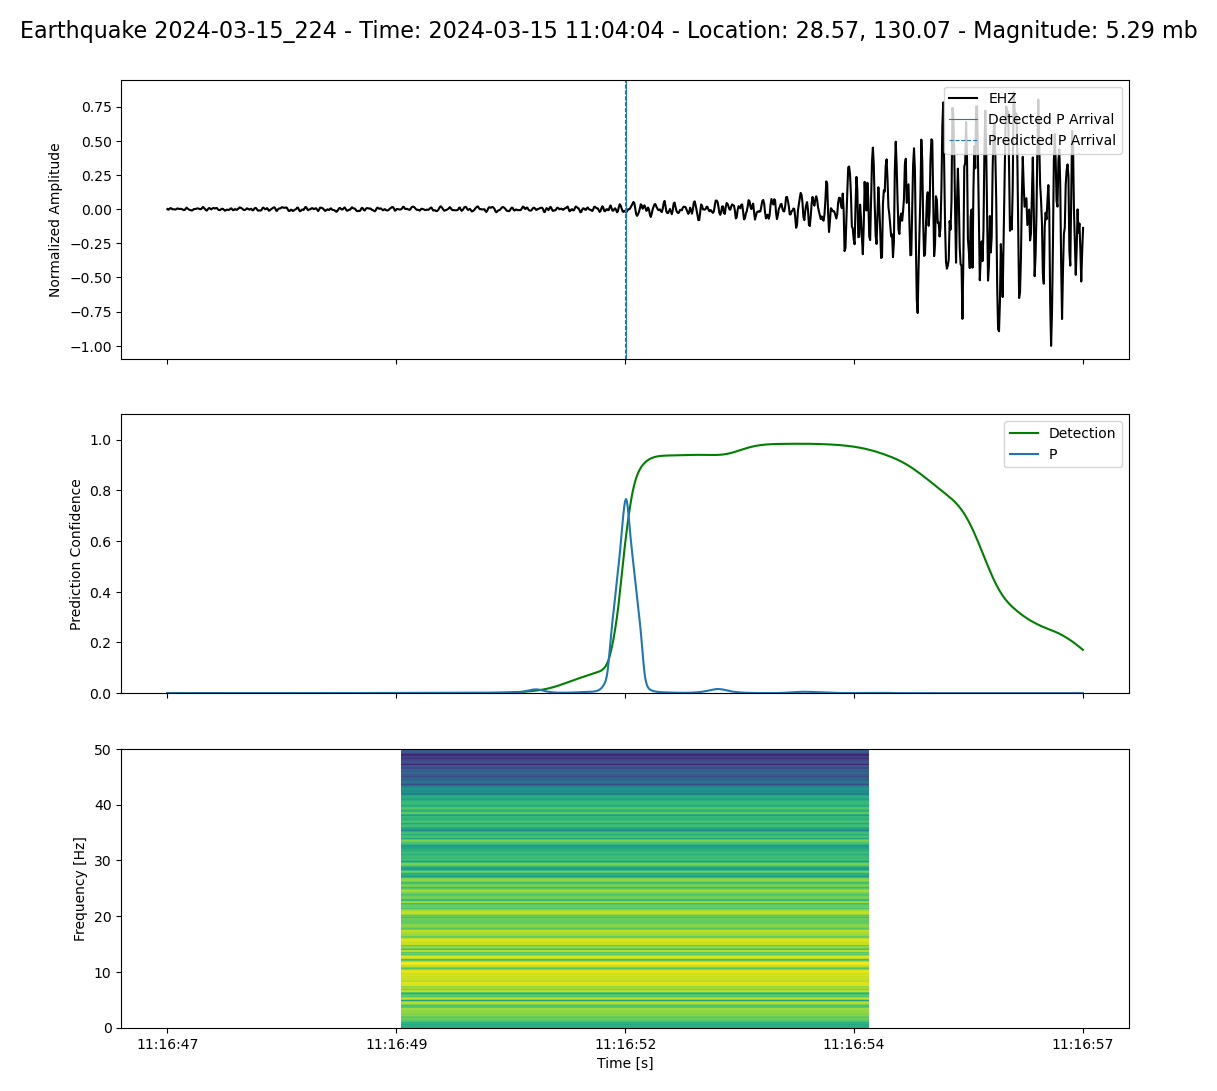 Earthquake 2024-03-15_224 - Time: 2024-03-15 11:04:04 - Location: 28.57, 130.07 - Magnitude: 5.29 mb
Normalized Amplitude
0.75
0.50
0.25
0.00
−0.25
−0.50
−0.75
−1.00
EHZ
Detected P Arrival
Predicted P Arrival
Prediction Confidence
1.0
0.8
0.6
0.4
0.2
0.0
Detection
P
Frequency [Hz]
50
40
30
20
10
0
11:16:47
11:16:49
11:16:52
11:16:54
11:16:57
Time [s]